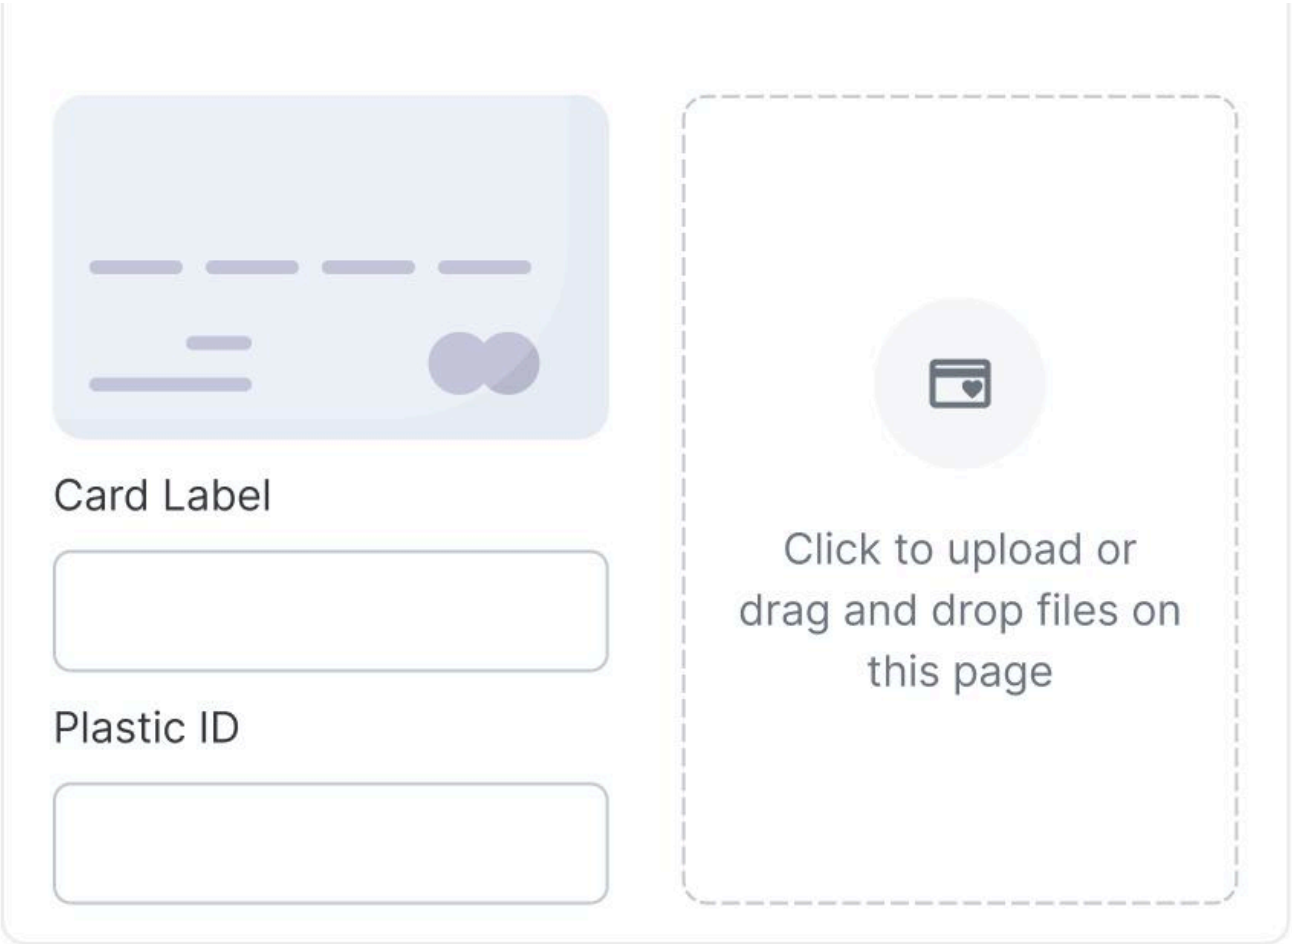 Card Label
Plastic ID
Click to upload or
drag and drop files on
this page